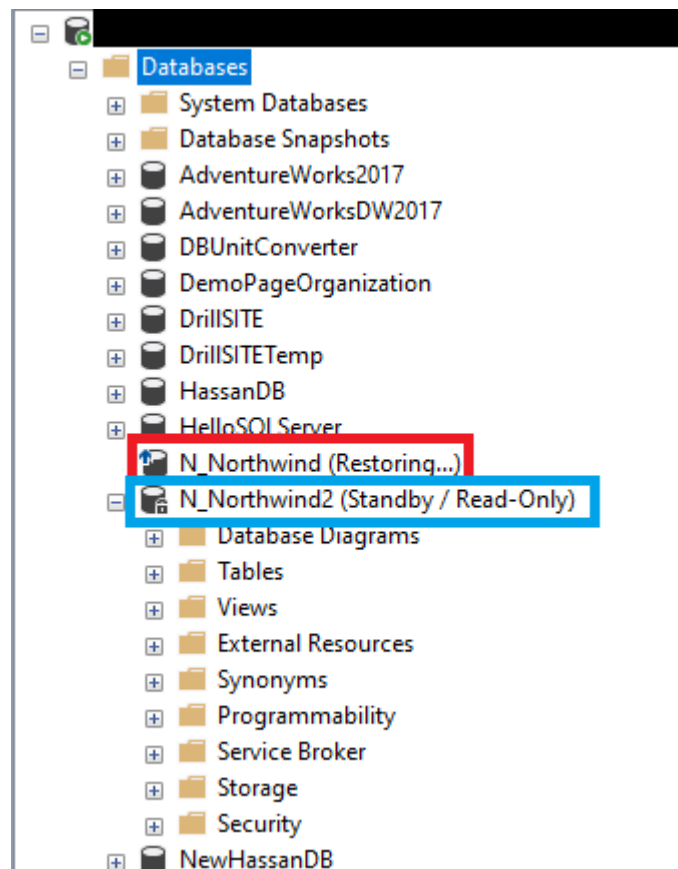 Databases
System Databases
Database Snapshots
AdventureWorks2017
AdventureWorksDW2017
DBUnitConverter
DemoPageOrganization
DrillSITE
DrillSITETemp
HassanDB
HelloSQLServer
N_Northwind (Restoring...)
N_Northwind2 (Standby / Read-Only)
Database Diagrams
Tables
Views
External Resources
Synonyms
Programmability
Service Broker
Storage
Security
NewHassanDB